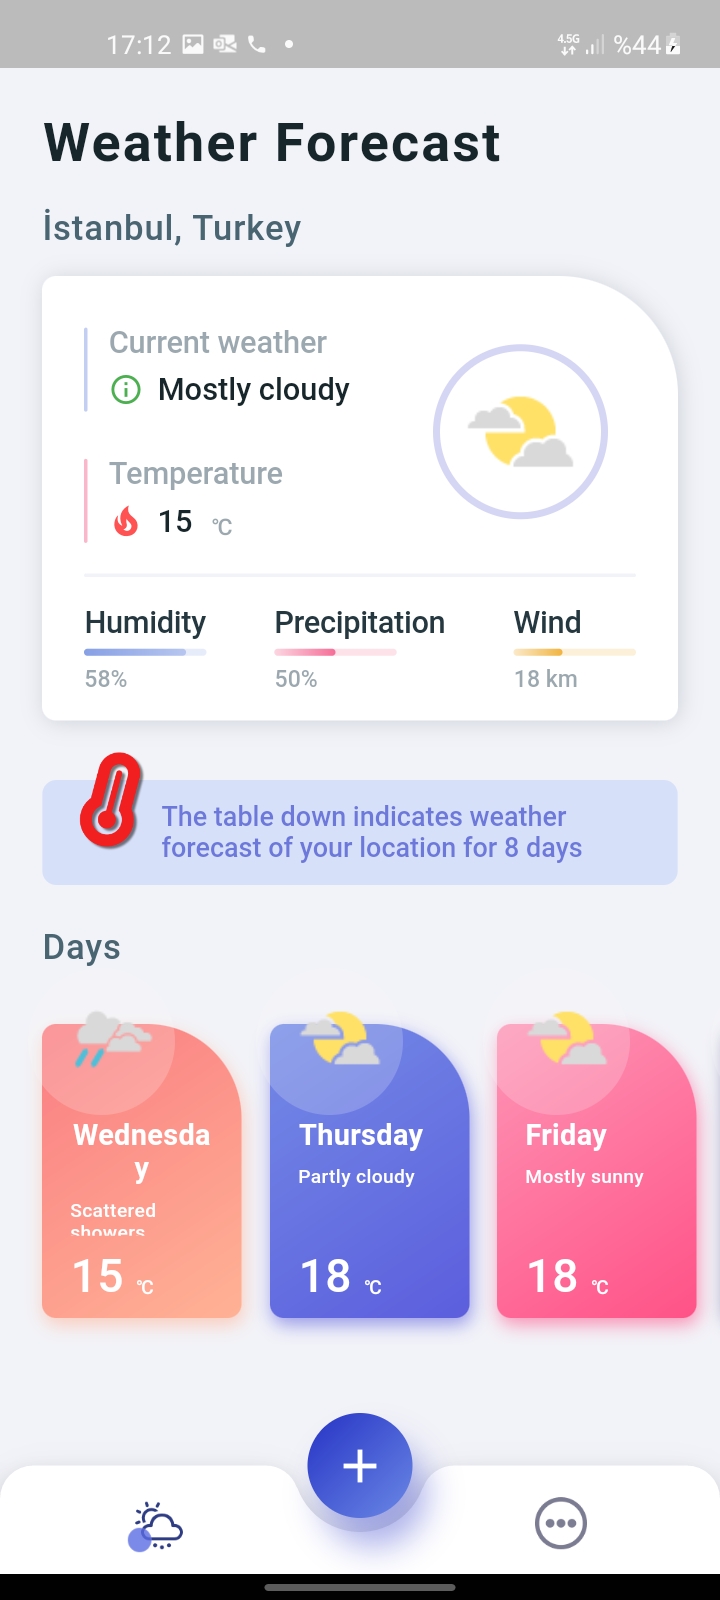 17:12 4.5G %44
Weather Forecast
İstanbul, Turkey
Current weather
Mostly cloudy
Temperature
15 °C
Humidity Precipitation Wind
58% 50% 18 km
The table down indicates weather
forecast of your location for 8 days
Days
Wednesda
y
Scattered
showers
15 °C
Thursday
Partly cloudy
18 °C
Friday
Mostly sunny
18 °C